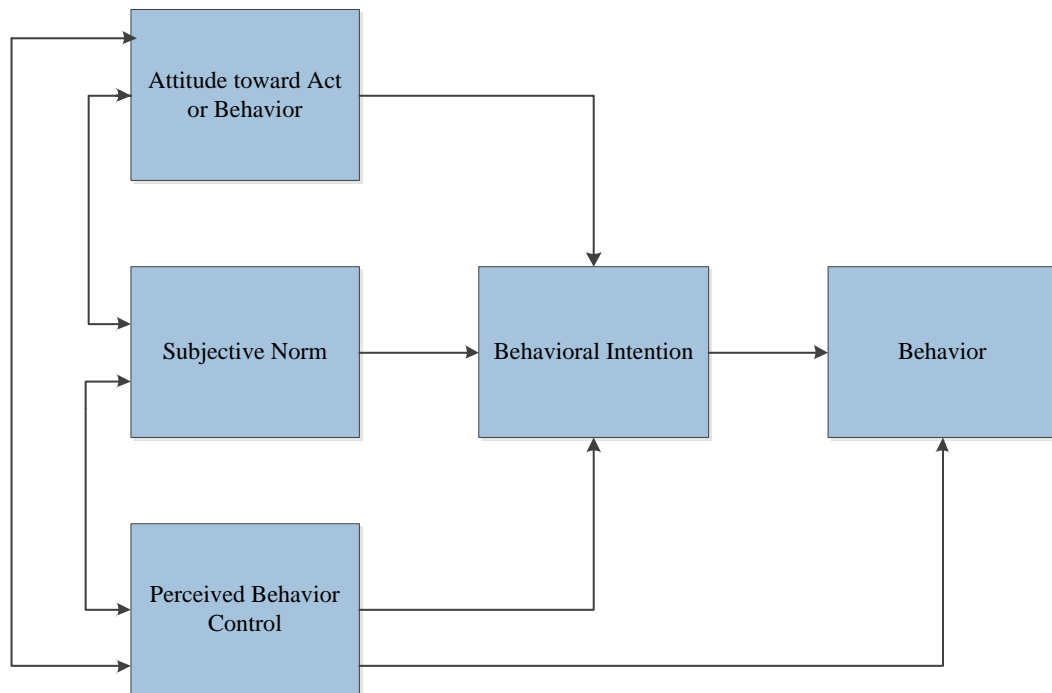 Attitude toward Act
or Behavior
Subjective Norm
Behavioral Intention
Behavior
Perceived Behavior
Control